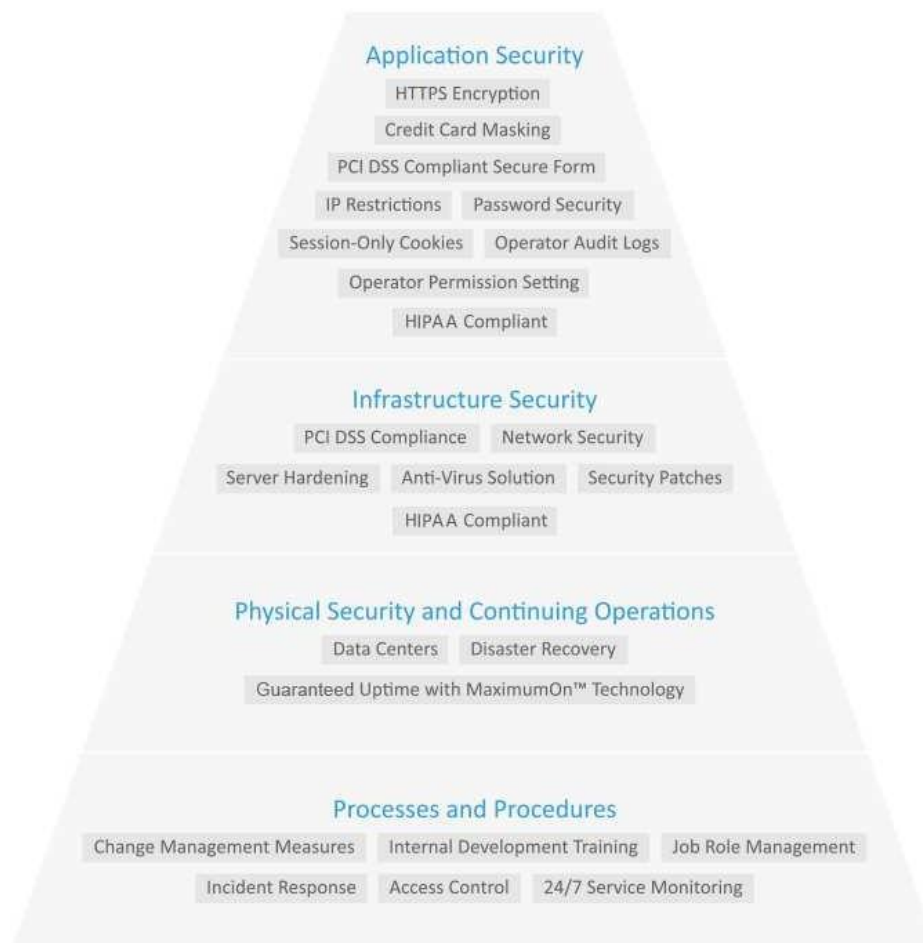 Application Security
HTTPS Encryption
Credit Card Masking
PCI DSS Compliant Secure Form
IP Restrictions Password Security
Session-Only Cookies Operator Audit Logs
Operator Permission Setting
HIPAA Compliant
Infrastructure Security
PCI DSS Compliance Network Security
Server Hardening Anti-Virus Solution Security Patches
HIPAA Compliant
Physical Security and Continuing Operations
Data Centers Disaster Recovery
Guaranteed Uptime with MaximumOn™ Technology
Processes and Procedures
Change Management Measures Internal Development Training Job Role Management
Incident Response Access Control 24/7 Service Monitoring